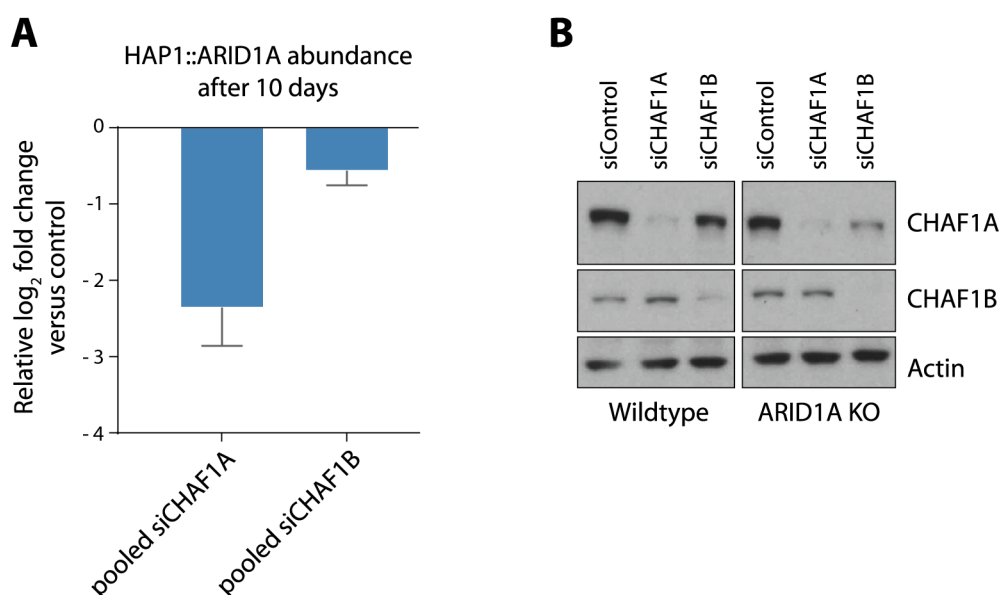 A
HAP1::ARID1A abundance
after 10 days
Relative log2 fold change
versus control
0
-1
-2
-3
-4
pooled siCHAF1A
pooled siCHAF1B
B
siControl
siCHAF1A
siCHAF1B
siControl
siCHAF1A
siCHAF1B
CHAF1A
CHAF1B
Actin
Wildtype
ARID1A KO